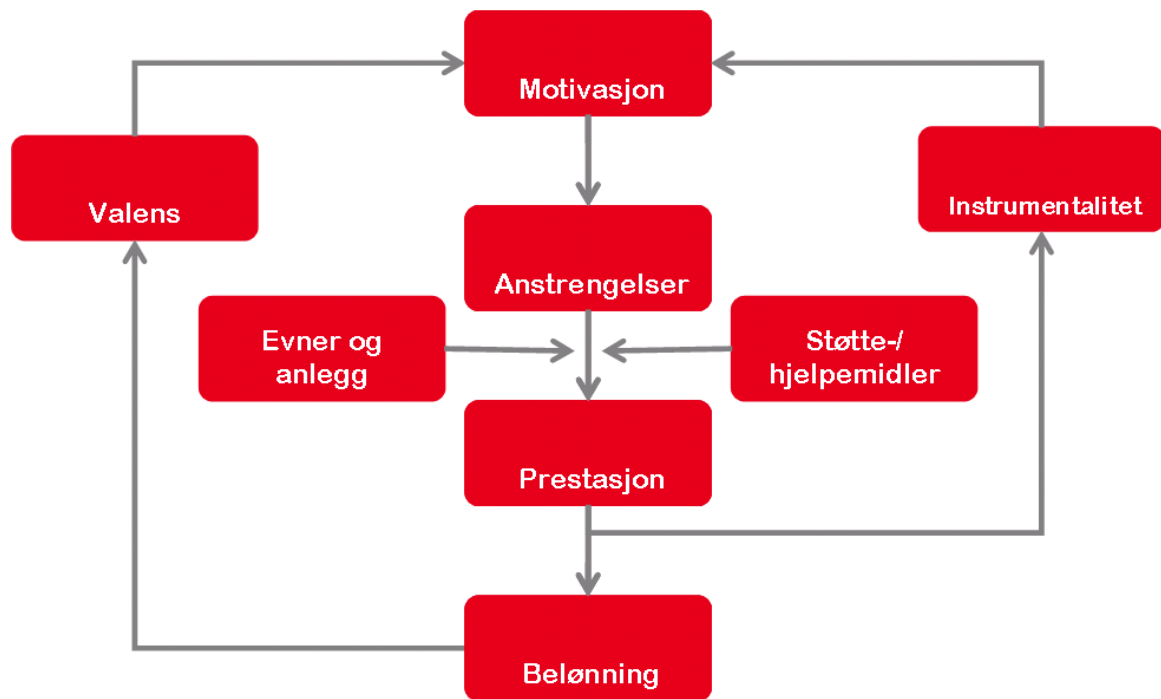 Motivasjon
Valens
Instrumentalitet
Anstrengelser
Evner og
anlegg
Støtte-/
hjelpemidler
Prestasjon
Belønning